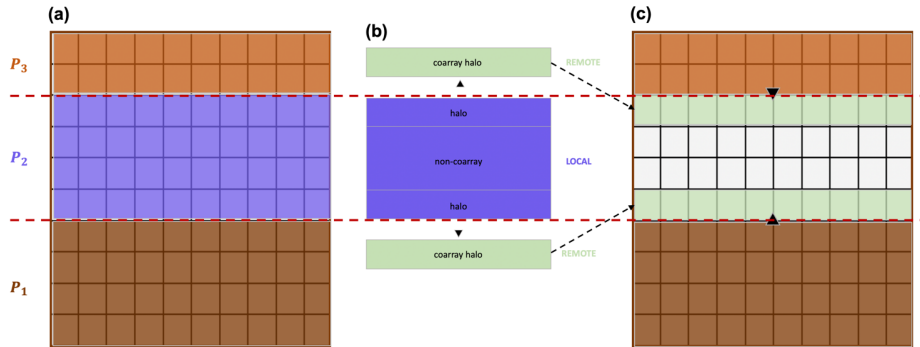 (a)
(b)
(c)
P3
coarray halo
REMOTE
halo
P2
non-coarray
LOCAL
halo
coarray halo
REMOTE
P1